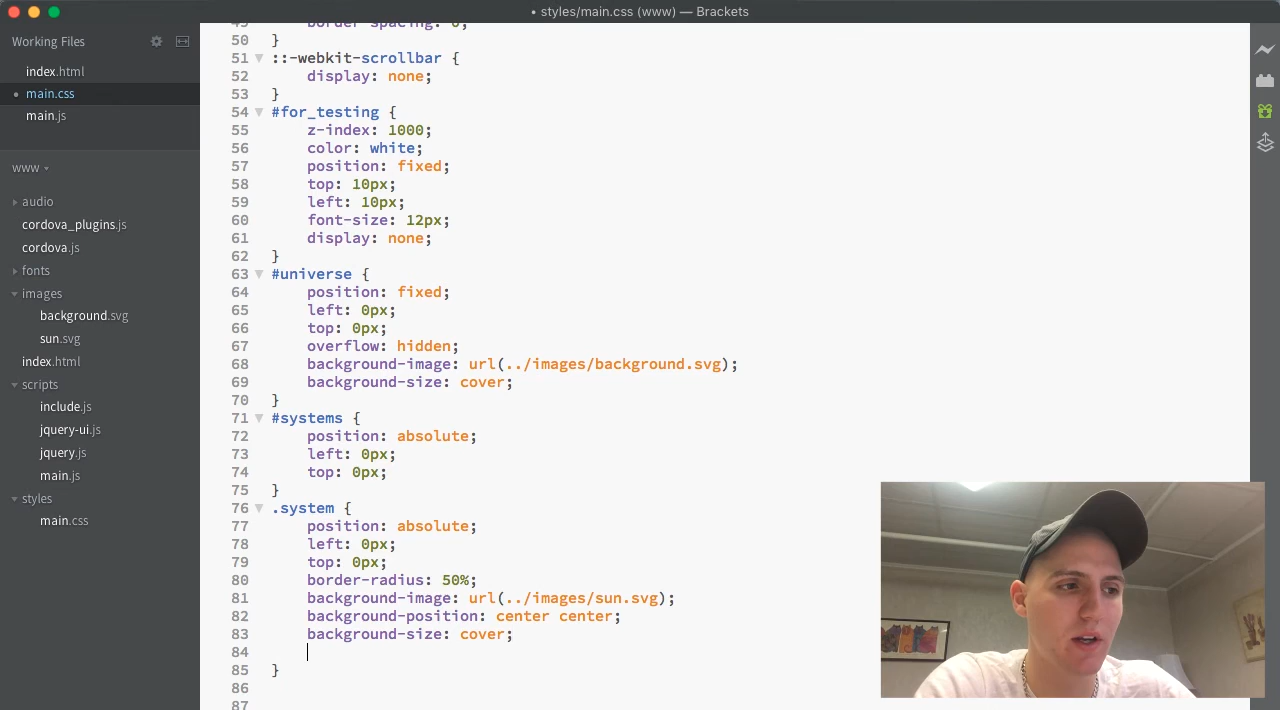 • styles/main.css (www) — Brackets
Working Files
index.html
• main.css
main.js
www
audio
cordova_plugins.js
cordova.js
fonts
images
background.svg
sun.svg
index.html
scripts
include.js
jquery-ui.js
jquery.js
main.js
styles
main.css
49 border-spacing: 0;
50 }
51 ::-webkit-scrollbar {
52 display: none;
53 }
54 #for_testing {
55 z-index: 1000;
56 color: white;
57 position: fixed;
58 top: 10px;
59 left: 10px;
60 font-size: 12px;
61 display: none;
62 }
63 #universe {
64 position: fixed;
65 left: 0px;
66 top: 0px;
67 overflow: hidden;
68 background-image: url(../images/background.svg);
69 background-size: cover;
70 }
71 #systems {
72 position: absolute;
73 left: 0px;
74 top: 0px;
75 }
76 .system {
77 position: absolute;
78 left: 0px;
79 top: 0px;
80 border-radius: 50%;
81 background-image: url(../images/sun.svg);
82 background-position: center center;
83 background-size: cover;
84
85 }
86
87